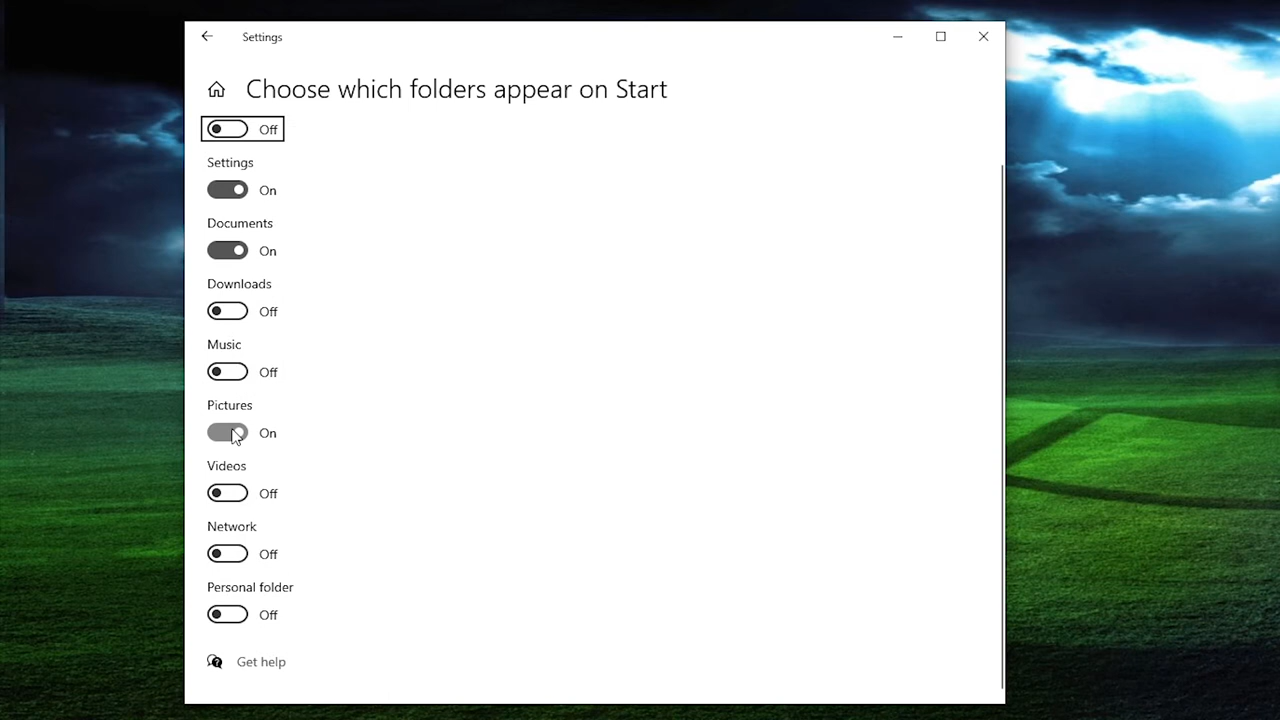 Settings
Choose which folders appear on Start
Off
Settings
On
Documents
On
Downloads
Off
Music
Off
Pictures
On
Videos
Off
Network
Off
Personal folder
Off
Get help